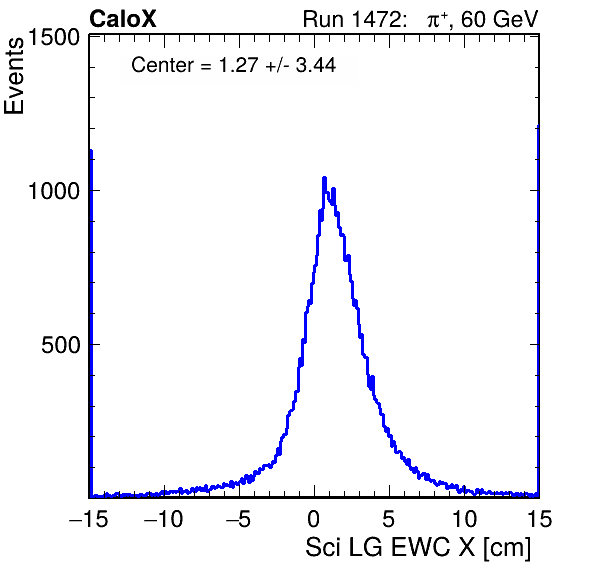 CaloX Run 1472: π⁺, 60 GeV
Center = 1.27 +/- 3.44
Events
1500
1000
500
−15 −10 −5 0 5 10 15
Sci LG EWC X [cm]